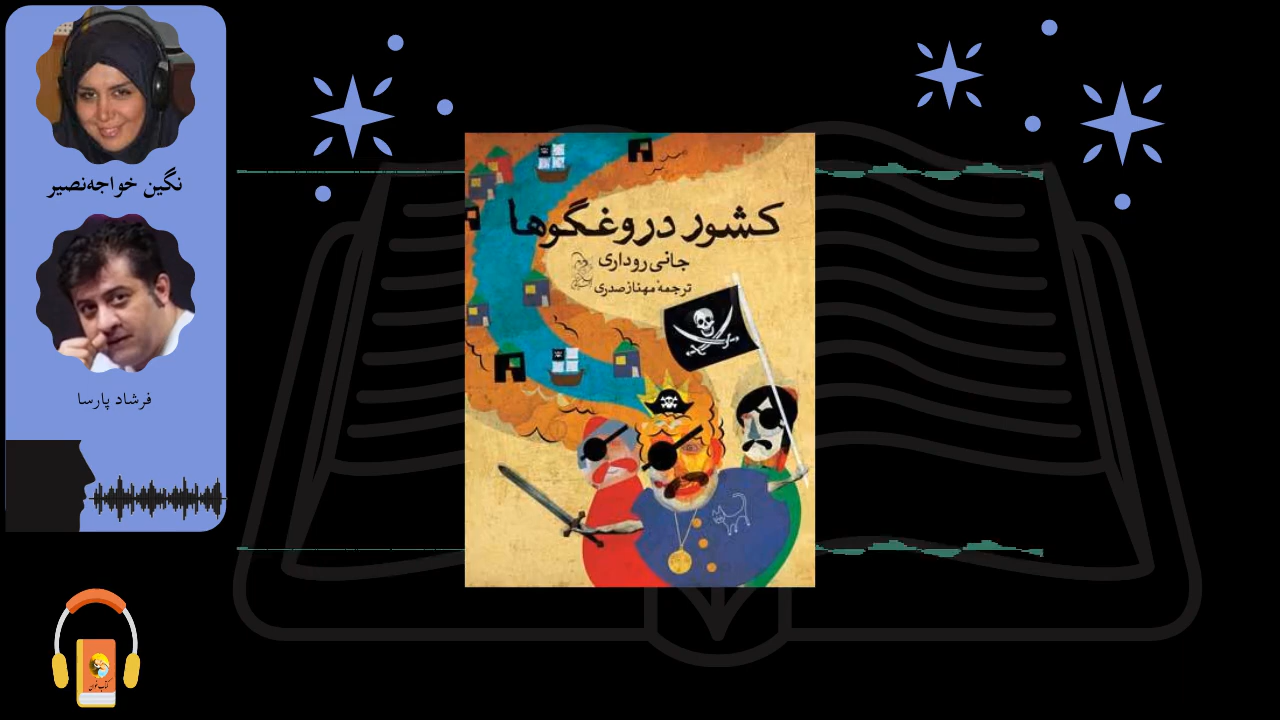 نگین خواجه‌نصیر
فرشاد پارسا
کشور دروغگوها
جانی روداری
ترجمهٔ مهناز صدری